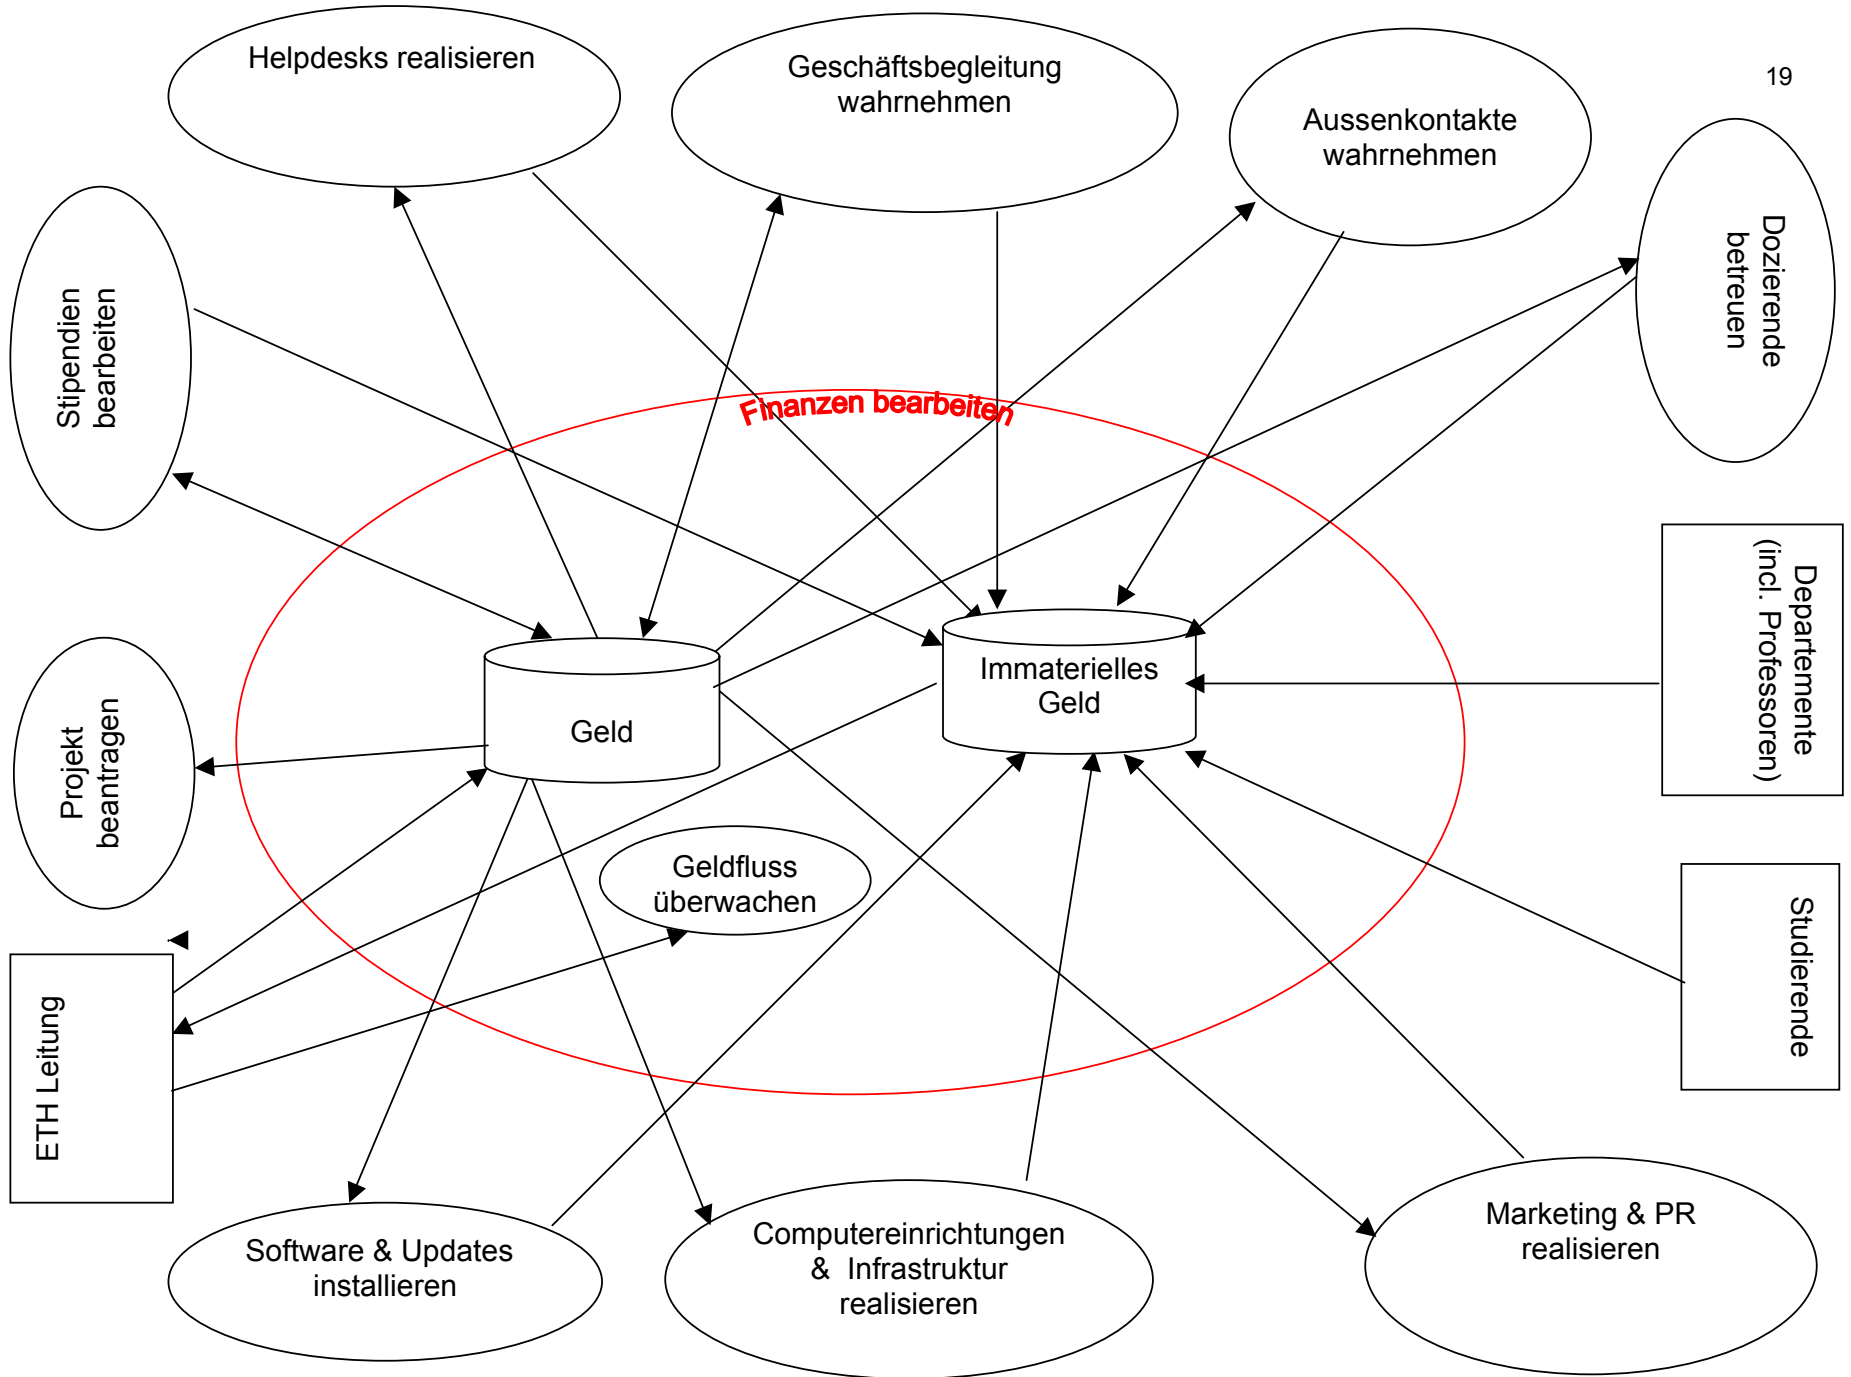 19
Helpdesks realisieren
Geschäftsbegleitung
wahrnehmen
Aussenkontakte
wahrnehmen
Dozierende
betreuen
Stipendien
bearbeiten
Finanzen bearbeiten
Departemente
(incl. Professoren)
Immaterielles
Geld
Geld
Projekt
beantragen
Geldfluss
überwachen
Studierende
ETH Leitung
Software & Updates
installieren
Computereinrichtungen
& Infrastruktur
realisieren
Marketing & PR
realisieren